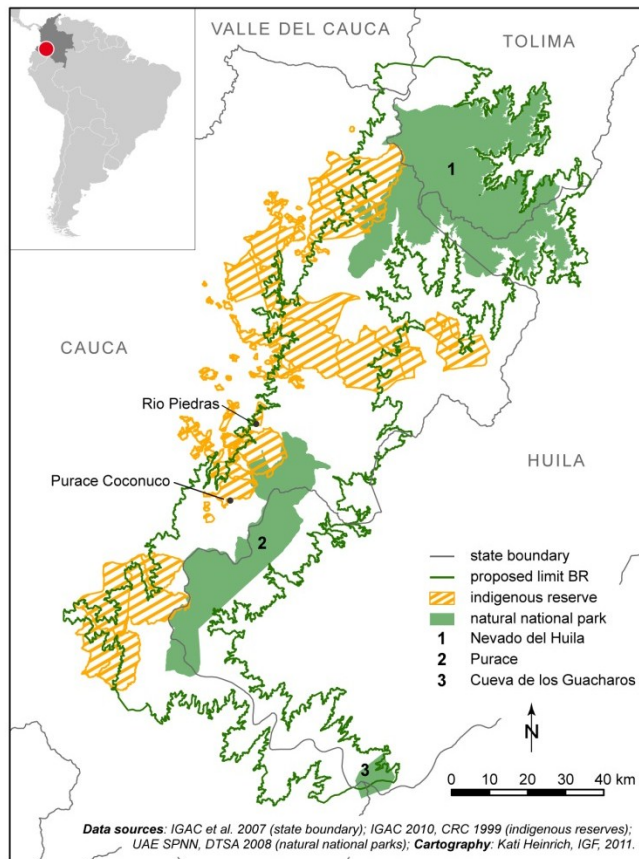 VALLE DEL CAUCA
TOLIMA
1
CAUCA
Rio Piedras
HUILA
Purace Coconuco
2
state boundary
proposed limit BR
indigenous reserve
natural national park
1 Nevado del Huila
2 Purace
3 Cueva de los Guacharos
N
3
0 10 20 30 40 km
Data sources: IGAC et al. 2007 (state boundary); IGAC 2010, CRC 1999 (indigenous reserves);
UAE SPNN, DTSA 2008 (natural national parks); Cartography: Kati Heinrich, IGF, 2011.